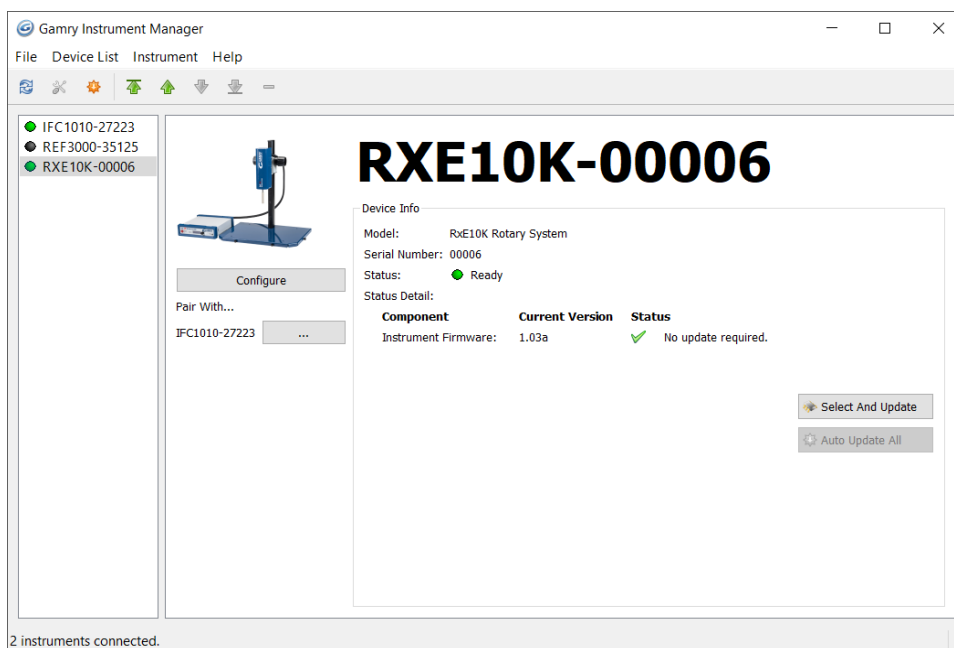 Gamry Instrument Manager
File Device List Instrument Help
IFC1010-27223
REF3000-35125
RXE10K-00006
Configure
Pair With...
IFC1010-27223 ...
RXE10K-00006
Device Info
Model: RxE10K Rotary System
Serial Number: 00006
Status: Ready
Status Detail:
Component Current Version Status
Instrument Firmware: 1.03a No update required.
Select And Update
Auto Update All
2 instruments connected.